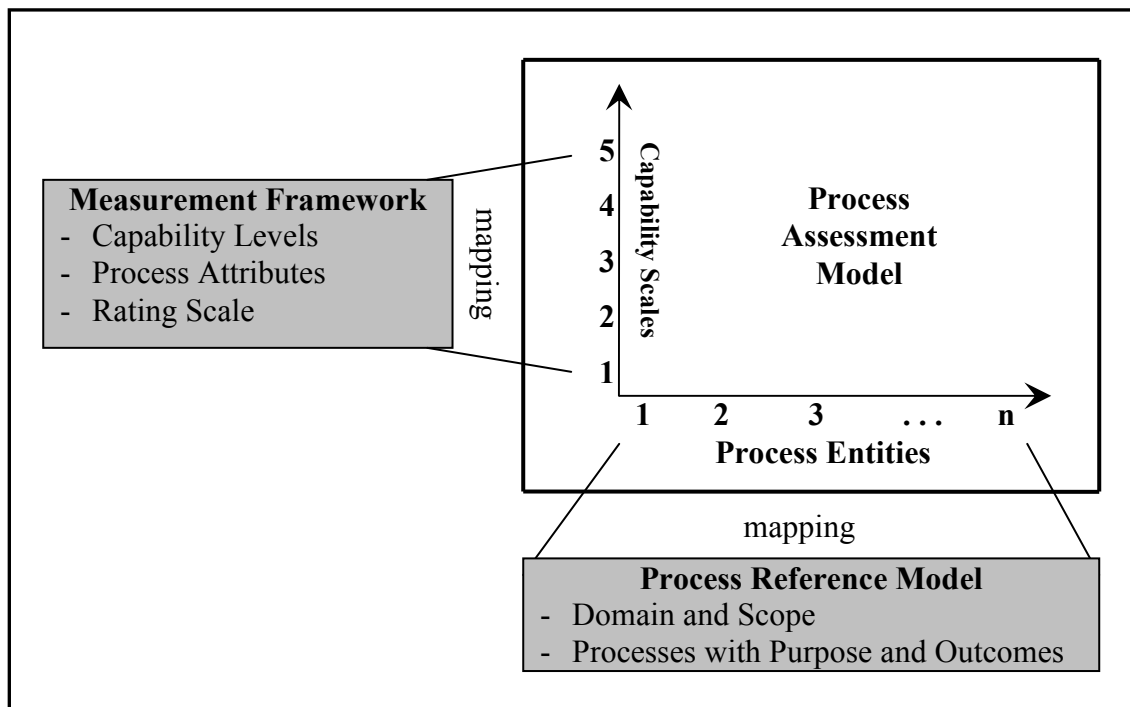 Measurement Framework
- Capability Levels
- Process Attributes
- Rating Scale
mapping
5
4
3
2
1
Capability Scales
Process
Assessment
Model
1 2 3 . . . n
Process Entities
mapping
Process Reference Model
- Domain and Scope
- Processes with Purpose and Outcomes